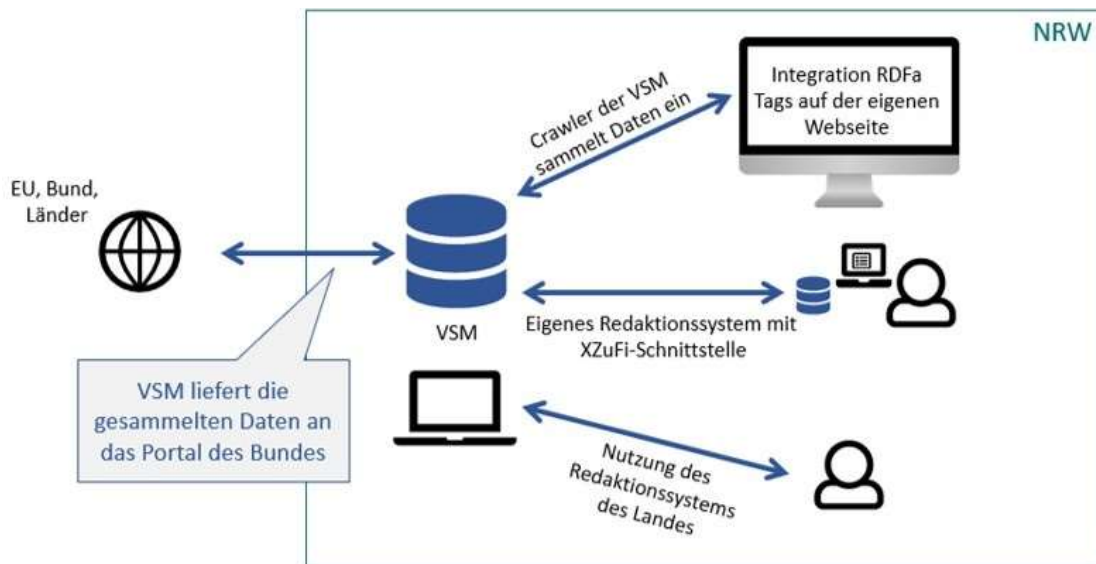 NRW
Integration RDFa
Tags auf der eigenen
Webseite
Crawler der VSM
sammelt Daten ein
EU, Bund,
Länder
VSM
Eigenes Redaktionssystem mit
XZuFi-Schnittstelle
VSM liefert die
gesammelten Daten an
das Portal des Bundes
Nutzung des
Redaktionssystems
des Landes